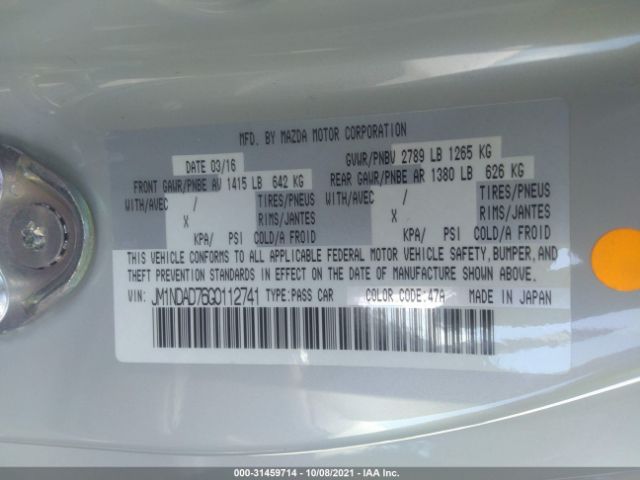 MFD. BY MAZDA MOTOR CORPORATION
DATE 03/16 GVWR/PNBV 2789 LB 1265 KG
FRONT GAWR/PNBE AV 1415 LB 642 KG REAR GAWR/PNBE AR 1380 LB 626 KG
WITH/AVEC / TIRES/PNEUS WITH/AVEC / TIRES/PNEUS
X RIMS/JANTES X RIMS/JANTES
KPA/ PSI COLD/A FROID KPA/ PSI COLD/A FROID
THIS VEHICLE CONFORMS TO ALL APPLICABLE FEDERAL MOTOR VEHICLE SAFETY, BUMPER, AND
THEFT PREVENTION STANDARDS IN EFFECT ON THE DATE OF MANUFACTURE SHOWN ABOVE.
VIN: JM1NDAD76G0112741 TYPE:PASS CAR COLOR CODE:47A MADE IN JAPAN
000-31459714 - 10/08/2021 - IAA Inc.